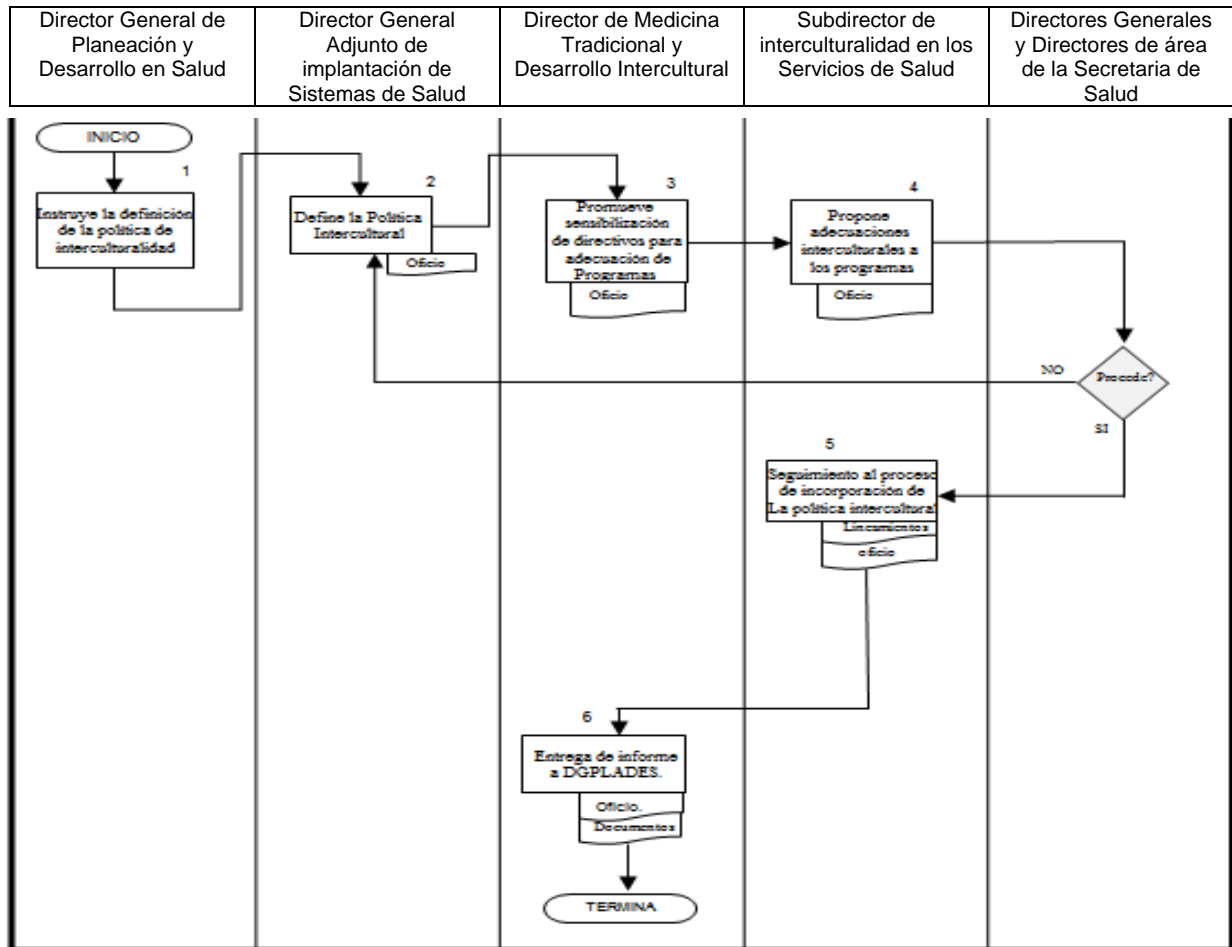 Director General de
Planeación y
Desarrollo en Salud
Director General
Adjunto de
implantación de
Sistemas de Salud
Director de Medicina
Tradicional y
Desarrollo Intercultural
Subdirector de
interculturalidad en los
Servicios de Salud
Directores Generales
y Directores de área
de la Secretaria de
Salud
INICIO
1
Instruye la definición
de la política de
interculturalidad
2
Define la Política
Intercultural
Oficio
3
Promueve
sensibilización
de directivos para
adecuación de
Programas
Oficio
4
Propone
adecuaciones
interculturales a
los programas
Oficio
NO
Procede?
SI
5
Seguimiento al proceso
de incorporación de
La política intercultural
Lineamientos
oficio
6
Entrega de informe
a DGPLADES.
Oficio.
Documentos
TERMINA